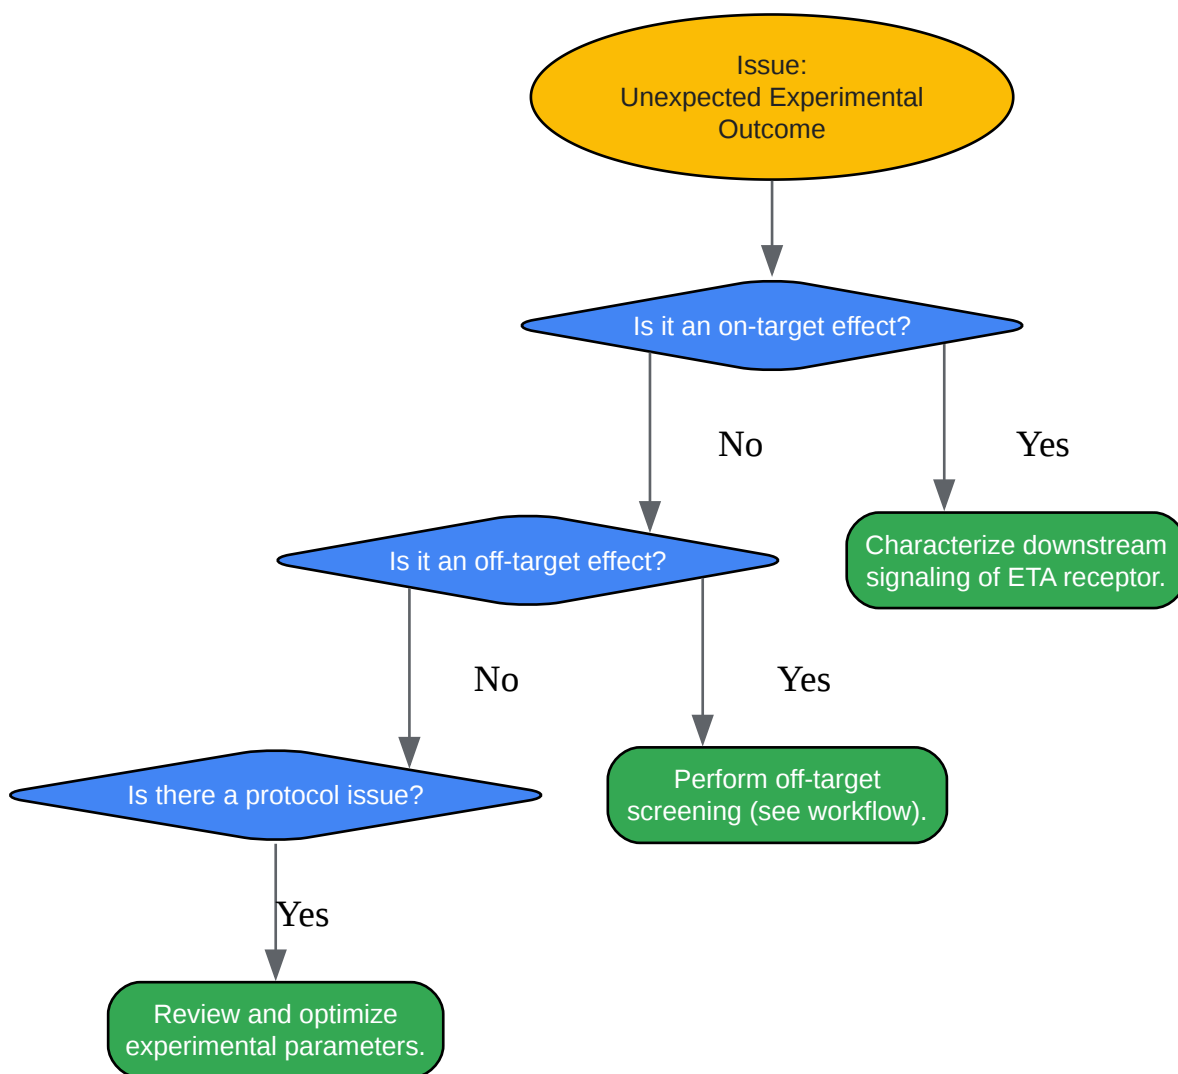 Issue:
Unexpected Experimental
Outcome
Is it an on-target effect?
No
Yes
Characterize downstream
signaling of ETA receptor.
Is it an off-target effect?
No
Yes
Perform off-target
screening (see workflow).
Is there a protocol issue?
Yes
Review and optimize
experimental parameters.